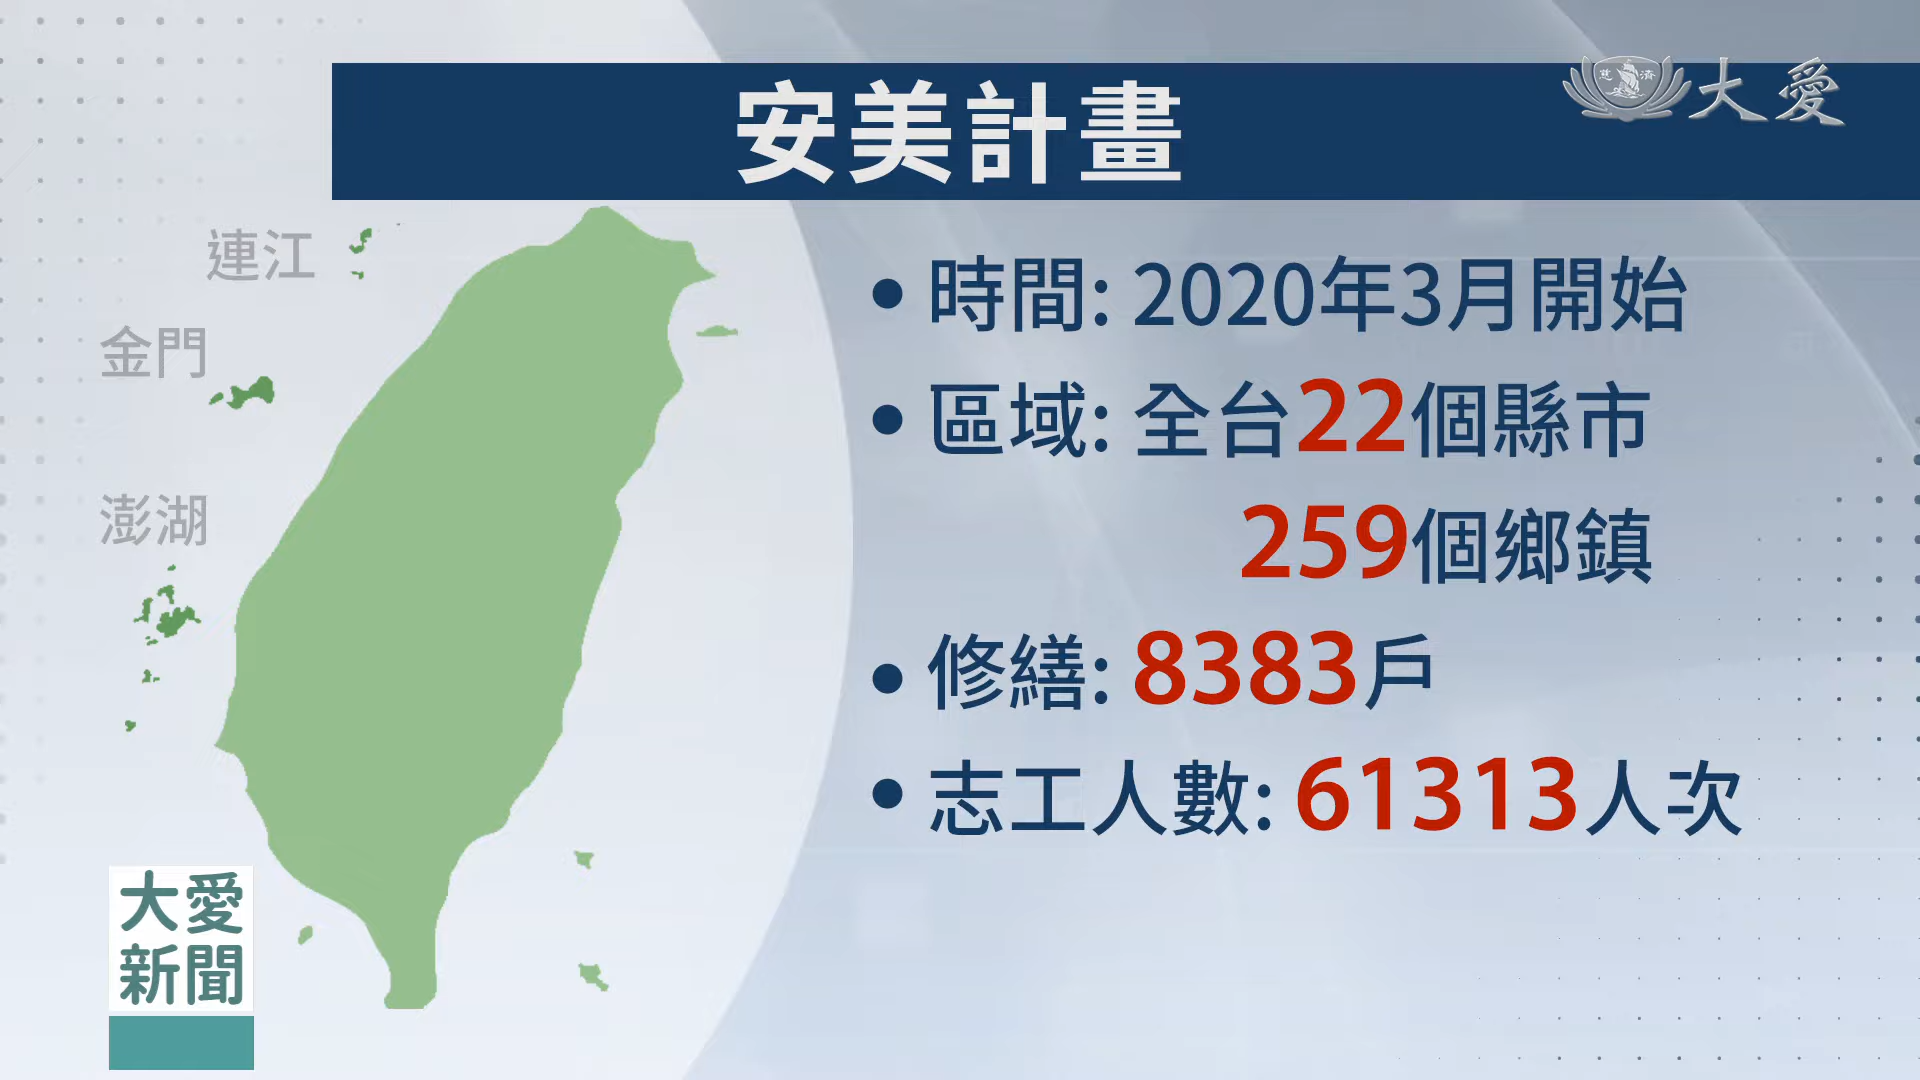 安美計畫
慈濟 大愛
連江
金門
澎湖
• 時間: 2020年3月開始
• 區域: 全台22個縣市
259個鄉鎮
• 修繕: 8383戶
• 志工人數: 61313人次
大愛
新聞